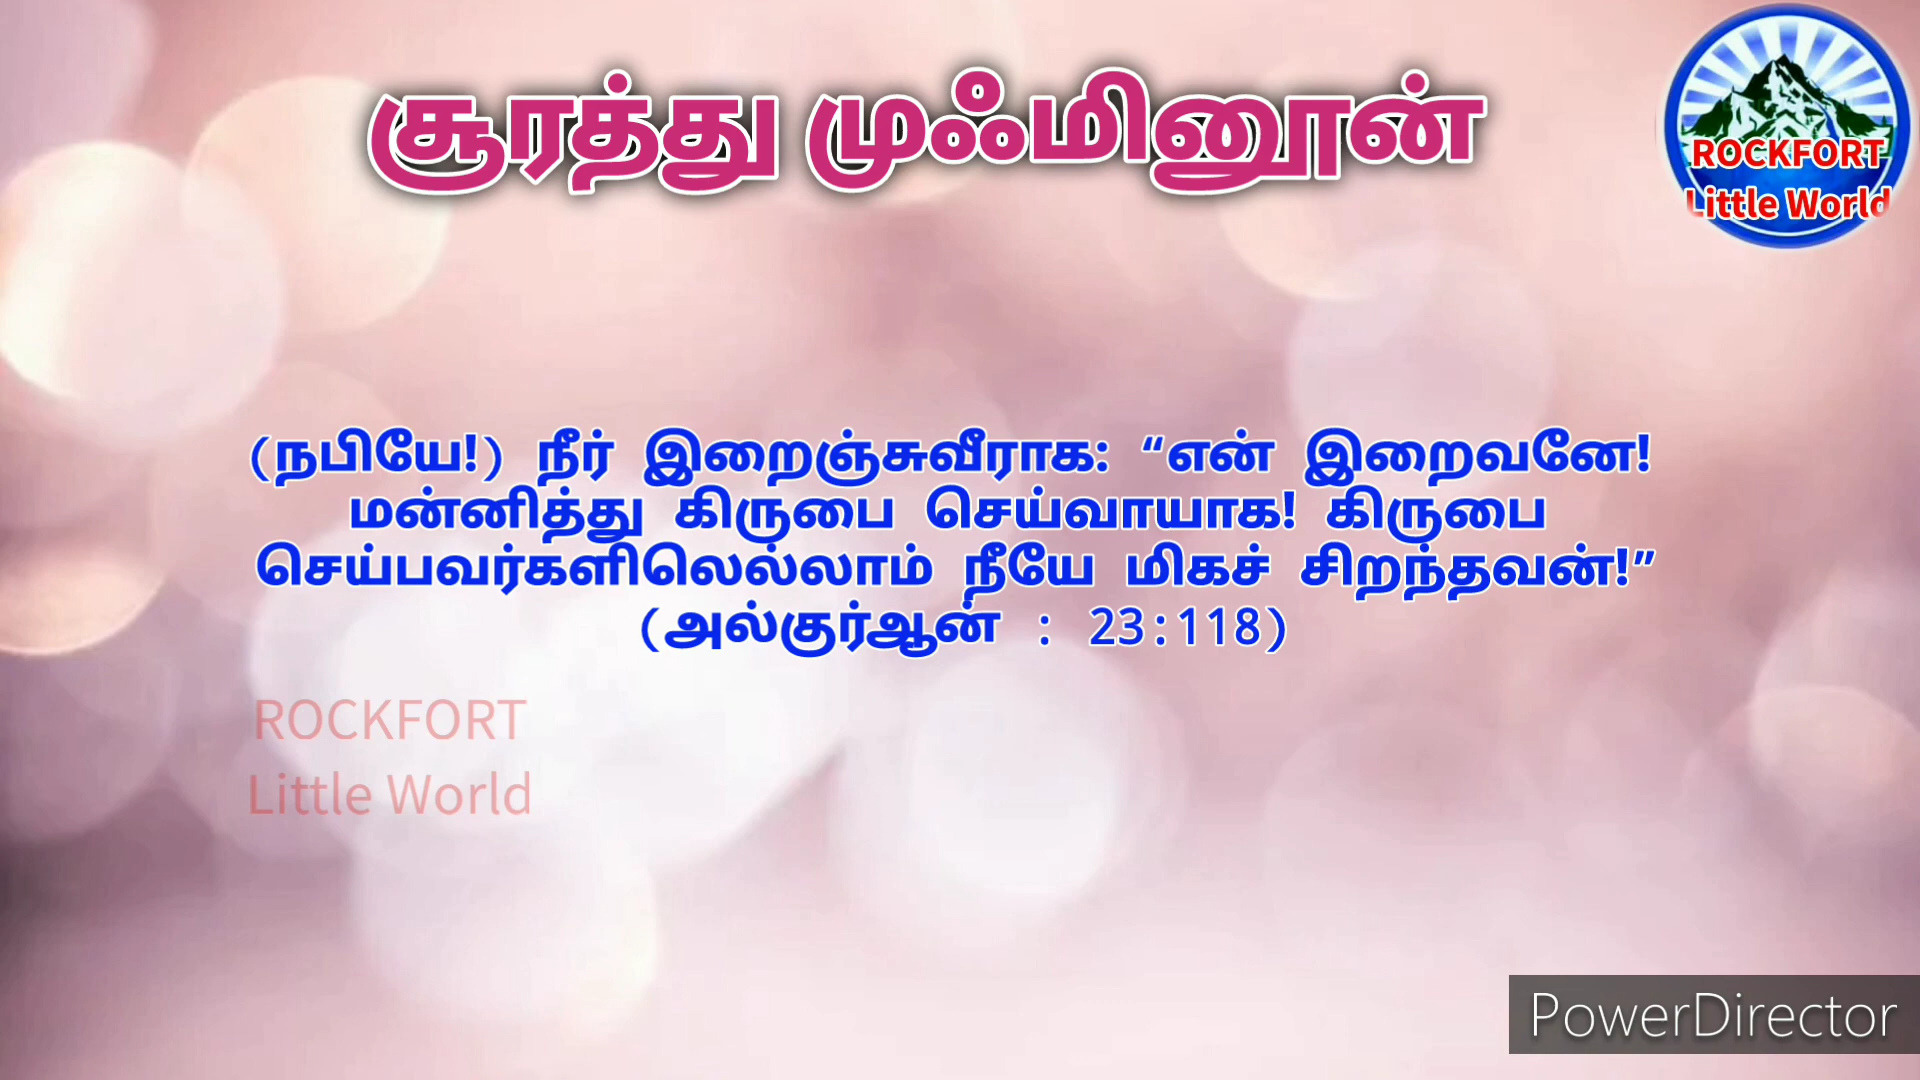 சூரத்து முஃமினூன்
ROCKFORT
Little World
(நபியே!) நீர் இறைஞ்சுவீராக: “என் இறைவனே!
மன்னித்து கிருபை செய்வாயாக! கிருபை
செய்பவர்களிலெல்லாம் நீயே மிகச் சிறந்தவன்!”
(அல்குர்ஆன் : 23:118)
ROCKFORT
Little World
PowerDirector